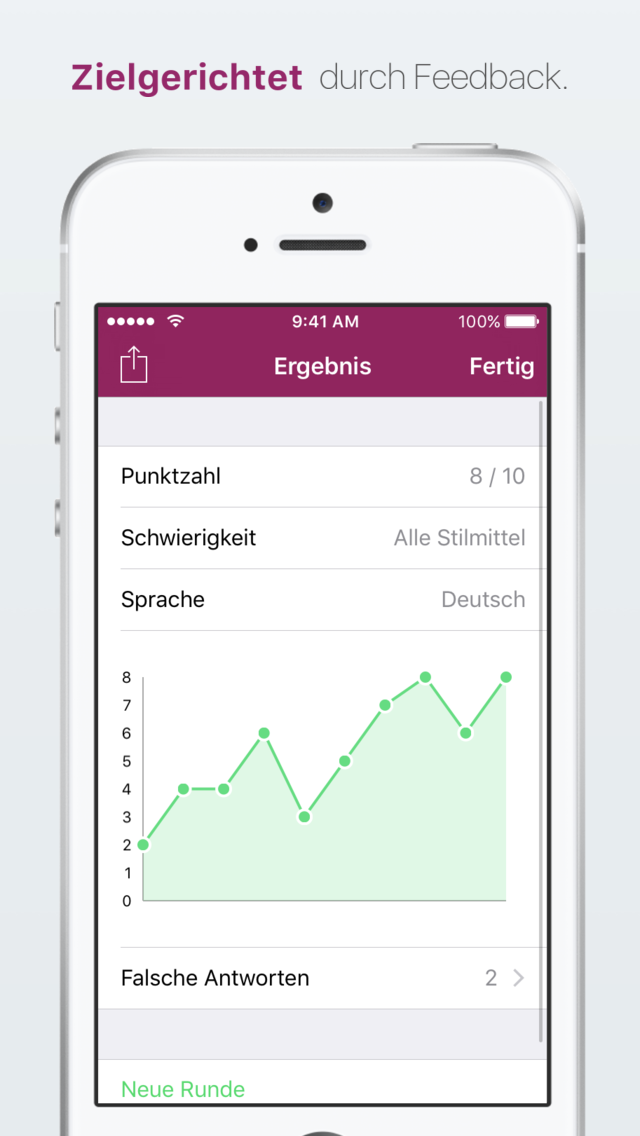 Zielgerichtet durch Feedback.
9:41 AM 100%
Ergebnis Fertig
Punktzahl 8 / 10
Schwierigkeit Alle Stilmittel
Sprache Deutsch
8
7
6
5
4
3
2
1
0
Falsche Antworten 2
Neue Runde